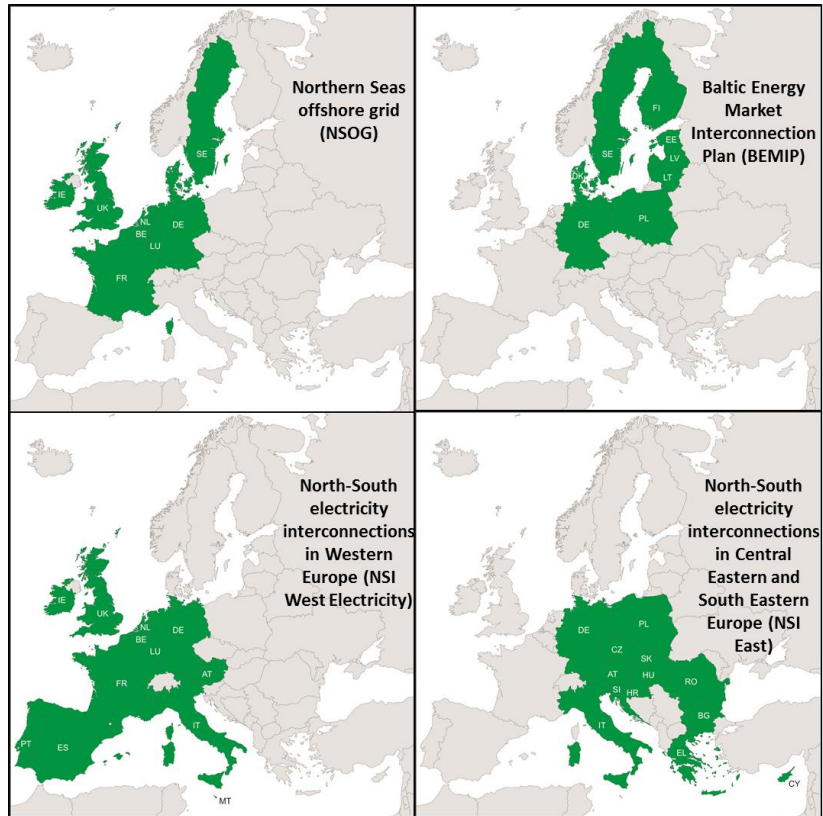 Northern Seas
offshore grid
(NSOG)
SE
IE
UK
NL
DE
BE
LU
FR
Baltic Energy
Market
Interconnection
Plan (BEMIP)
FI
EE
SE
LV
DK
LT
DE
PL
North-South
electricity
interconnections
in Western
Europe (NSI
West Electricity)
IE
UK
NL
DE
BE
LU
AT
FR
IT
PT
ES
MT
North-South
electricity
interconnections
in Central
Eastern and
South Eastern
Europe (NSI
East)
DE
PL
CZ
SK
AT
HU
SI
HR
RO
IT
BG
EL
CY